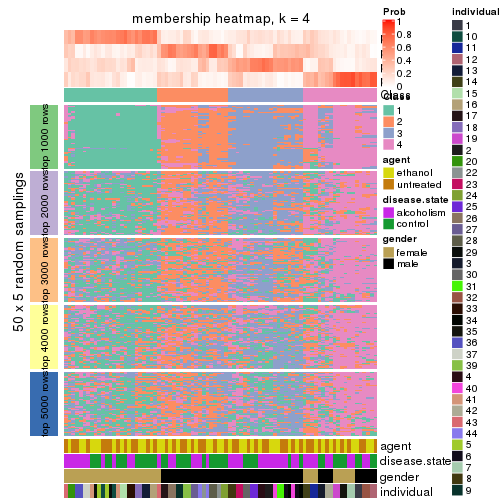 membership heatmap, k = 4
50 x 5 random samplings
top 1000 rows
top 2000 rows
top 3000 rows
top 4000 rows
top 5000 rows
Class
agent
disease.state
gender
individual
Prob
1
0.8
0.6
0.4
0.2
0
Class
1
2
3
4
agent
ethanol
untreated
disease.state
alcoholism
control
gender
female
male
individual
1
10
11
12
13
14
15
16
17
18
19
2
20
22
23
24
25
26
27
28
29
3
30
31
32
33
34
35
36
37
39
4
40
41
42
43
44
5
6
7
8
9